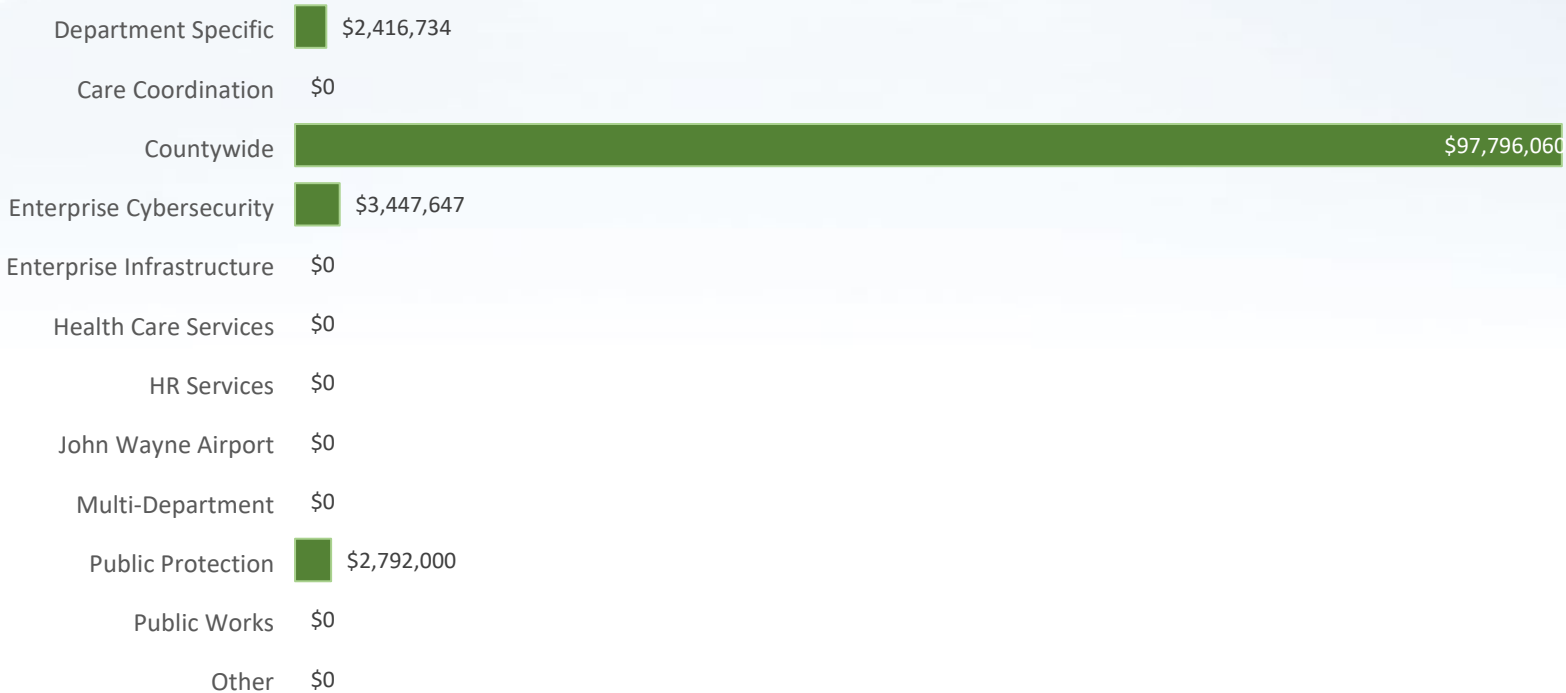 Department Specific $2,416,734
Care Coordination $0
Countywide $97,796,060
Enterprise Cybersecurity $3,447,647
Enterprise Infrastructure $0
Health Care Services $0
HR Services $0
John Wayne Airport $0
Multi-Department $0
Public Protection $2,792,000
Public Works $0
Other $0